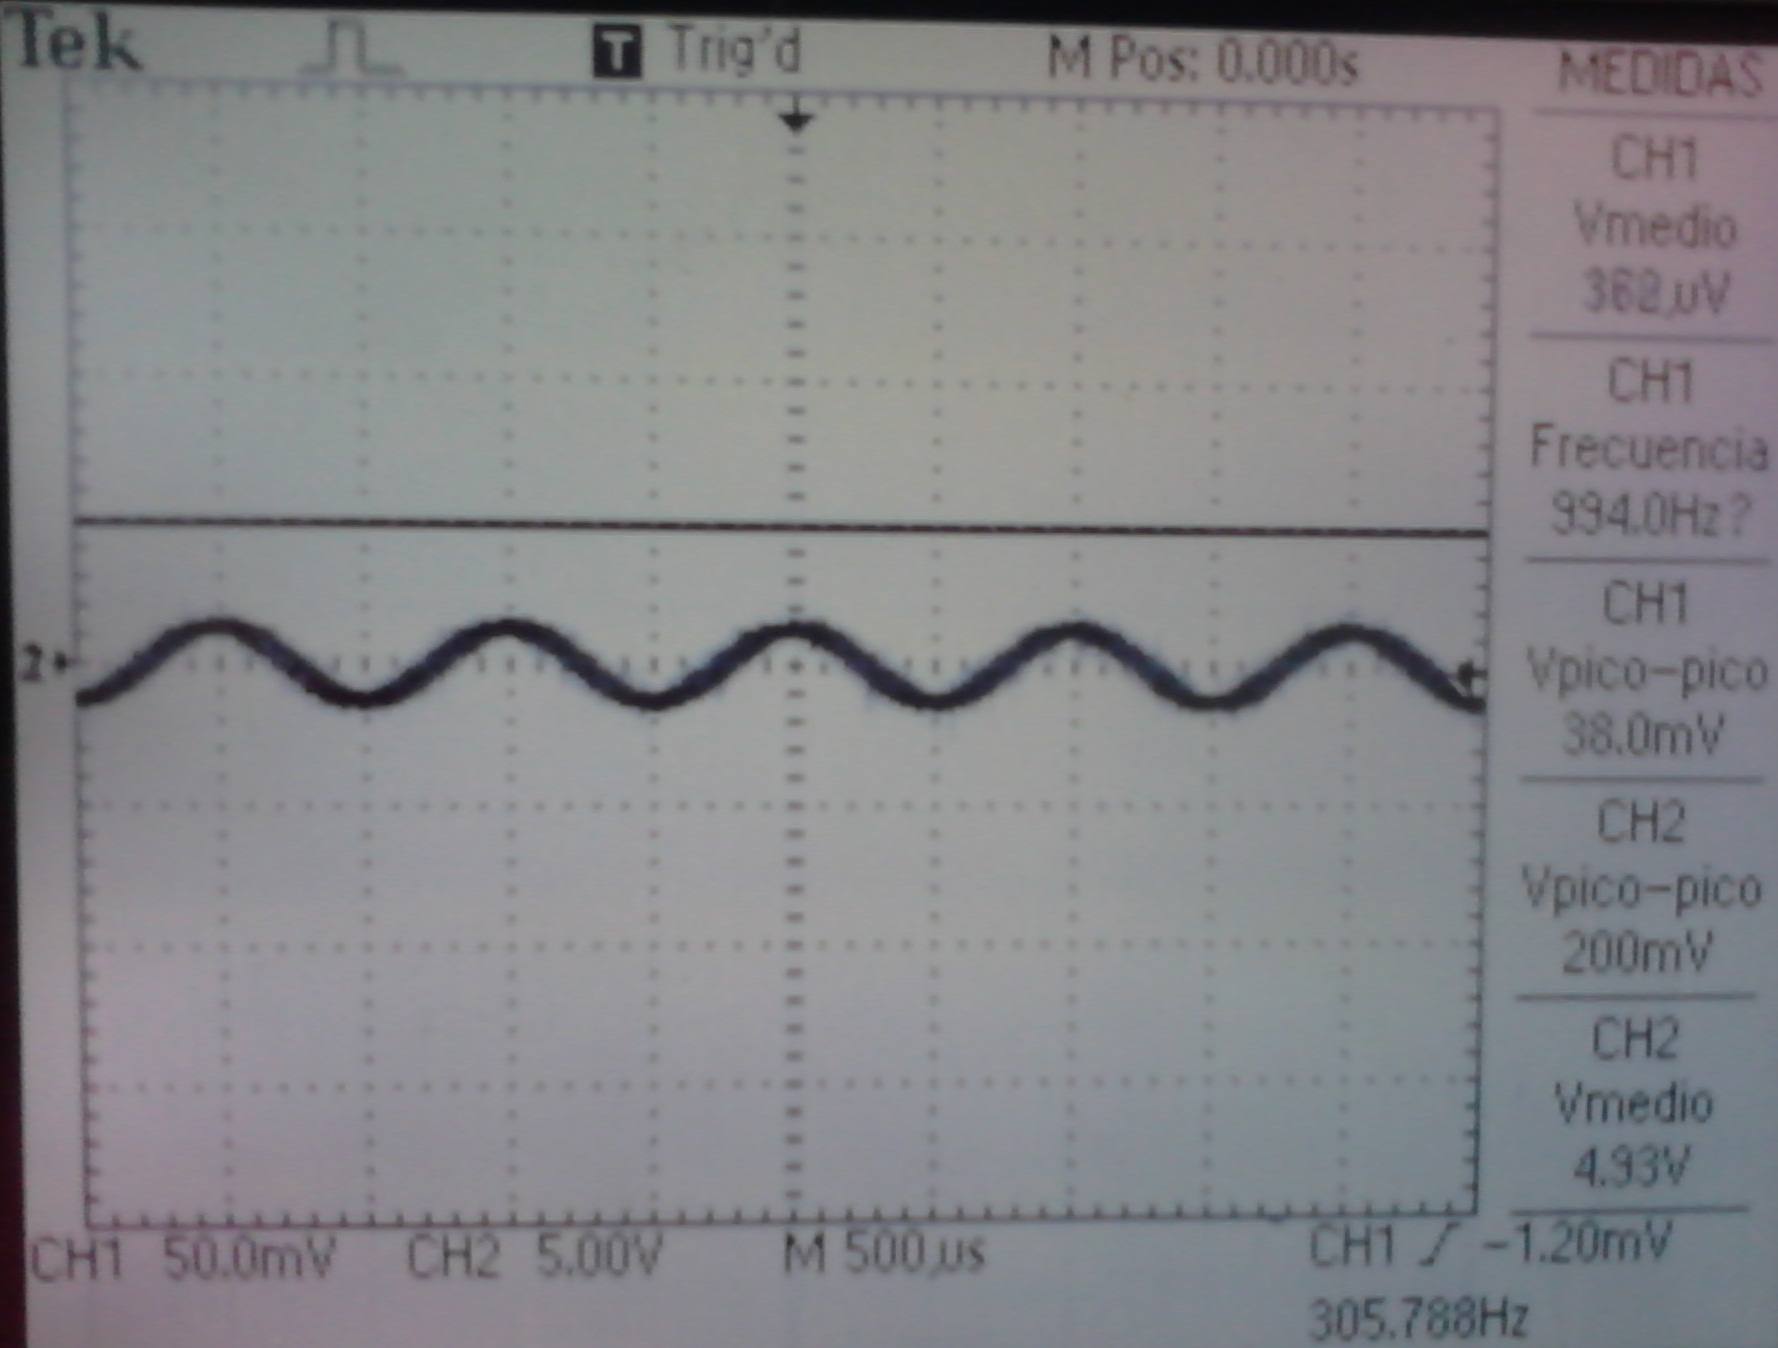 Tek T Trig'd M Pos: 0.000s MEDIDAS
CH1
Vmedio
CH1
Frecuencia
994.0Hz?
CH1
Vpico-pico
38.0mV
2
CH2
Vpico-pico
200mV
CH2
Vmedio
4.93V
CH1 50.0mV CH2 5.00V M 500µs CH1 -1.20mV
305.788Hz